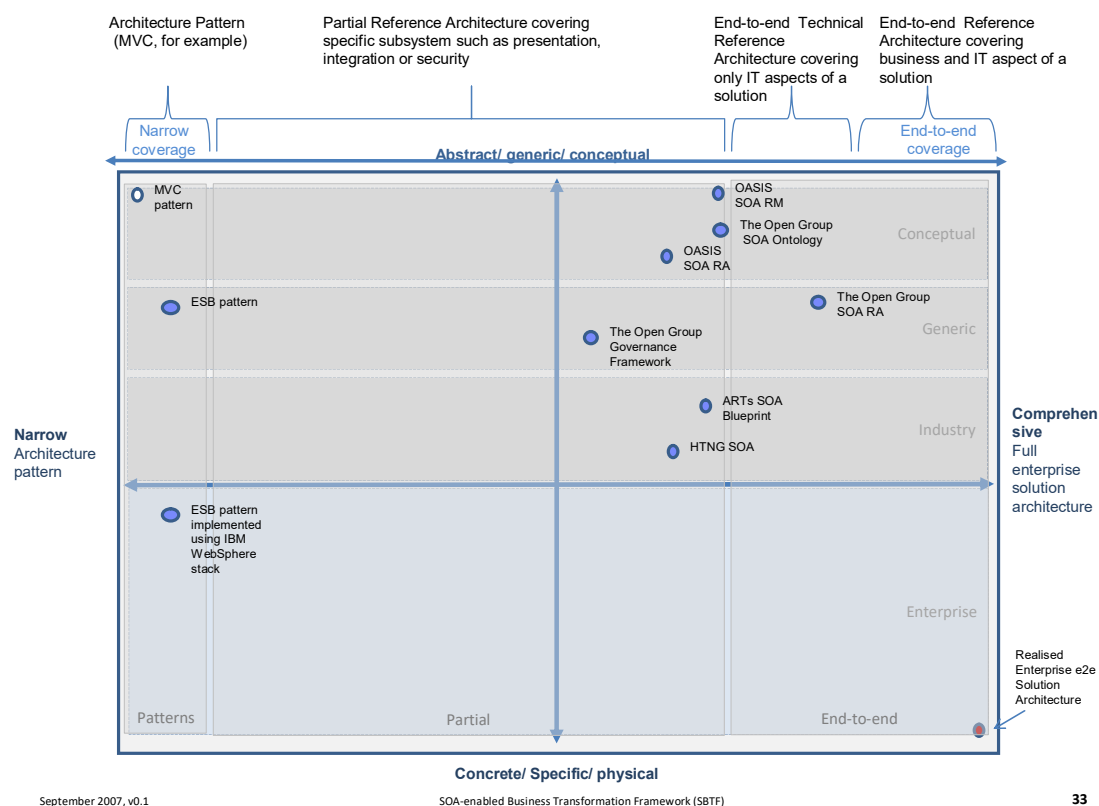 Architecture Pattern
(MVC, for example)
Partial Reference Architecture covering
specific subsystem such as presentation,
integration or security
End-to-end Technical
Reference
Architecture covering
only IT aspects of a
solution
End-to-end Reference
Architecture covering
business and IT aspect of a
solution
Narrow
coverage
End-to-end
coverage
Abstract/ generic/ conceptual
MVC
pattern
OASIS
SOA RM
The Open Group
SOA Ontology
Conceptual
OASIS
SOA RA
ESB pattern
The Open Group
SOA RA
Generic
The Open Group
Governance
Framework
ARTs SOA
Blueprint
Industry
HTNG SOA
Narrow
Architecture
pattern
Comprehen
sive
Full
enterprise
solution
architecture
ESB pattern
implemented
using IBM
WebSphere
stack
Enterprise
Realised
Enterprise e2e
Solution
Architecture
Patterns
Partial
End-to-end
Concrete/ Specific/ physical
September 2007, v0.1
SOA-enabled Business Transformation Framework (SBTF)
33